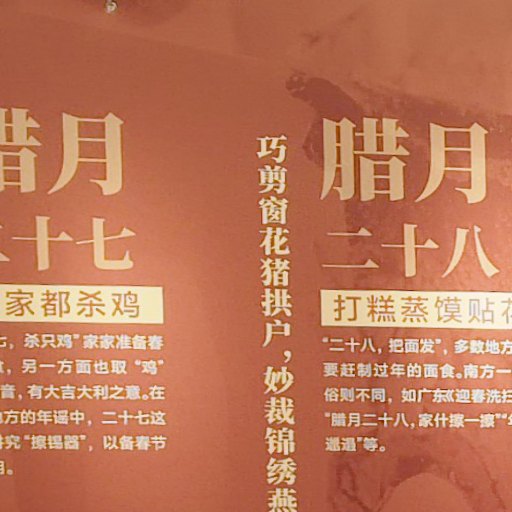 腊月
二十七
家都杀鸡
七，杀只鸡”家家准备春
，另一方面也取“鸡”
音，有大吉大利之意。在
地方的年谣中，二十七这
讲究“擦锡器”，以备春节
用。
巧剪窗花猪拱户，妙裁锦绣燕
腊月
二十八
打糕蒸馍贴花
“二十八，把面发”，多数地方
要赶制过年的面食。南方一
俗则不同，如广东《迎春洗扫
“腊月二十八，家什擦一擦”“
邋遢”等。